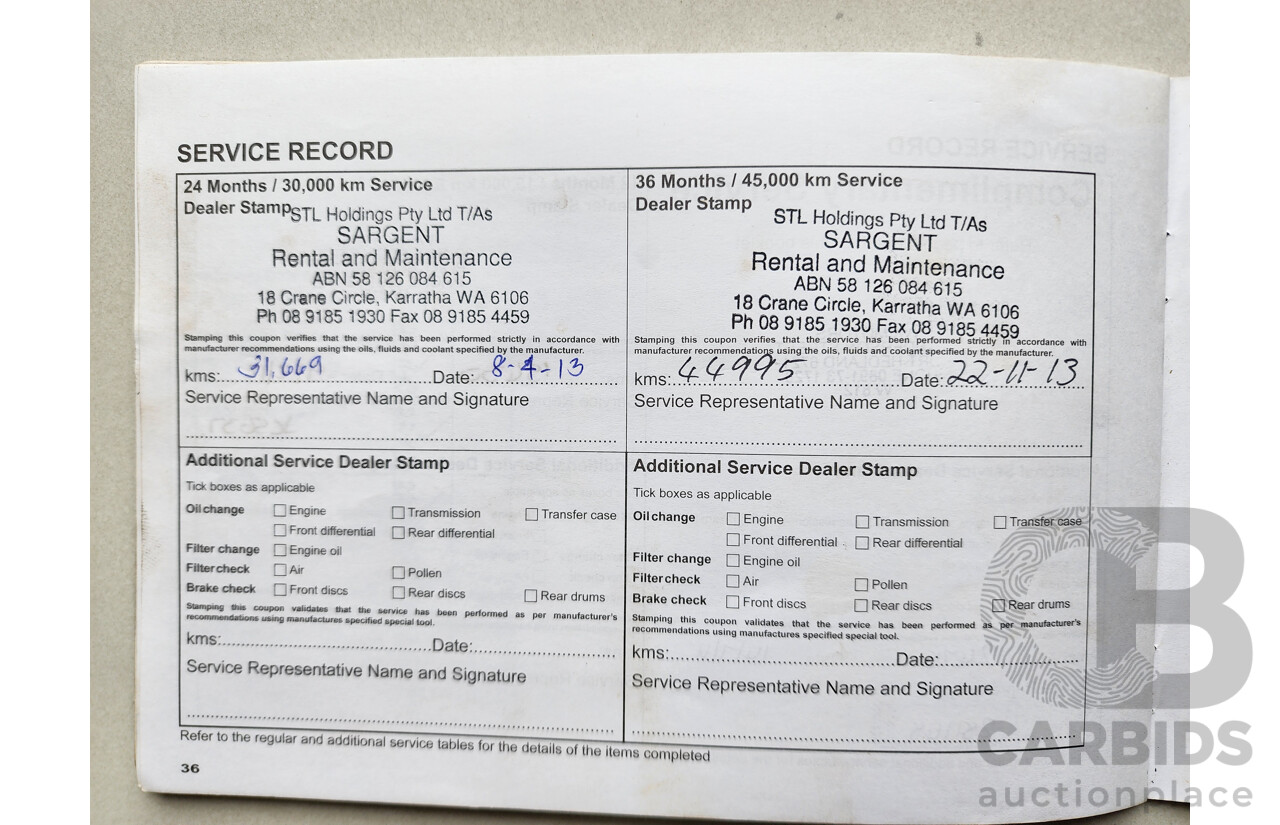 SERVICE RECORD
24 Months / 30,000 km Service
Dealer Stamp
STL Holdings Pty Ltd T/As
SARGENT
Rental and Maintenance
ABN 58 126 084 615
18 Crane Circle, Karratha WA 6106
Ph 08 9185 1930 Fax 08 9185 4459
Stamping this coupon verifies that the service has been performed strictly in accordance with
manufacturer recommendations using the oils, fluids and coolant specified by the manufacturer.
kms: 31,669 Date: 8-4-13
Service Representative Name and Signature
Additional Service Dealer Stamp
Tick boxes as applicable
Oil change Engine Transmission Transfer case
Front differential Rear differential
Filter change Engine oil
Filter check Air Pollen
Brake check Front discs Rear discs Rear drums
Stamping this coupon validates that the service has been performed as per manufacturer's
recommendations using manufactures specified special tool.
kms: Date:
Service Representative Name and Signature
36 Months / 45,000 km Service
Dealer Stamp
STL Holdings Pty Ltd T/As
SARGENT
Rental and Maintenance
ABN 58 126 084 615
18 Crane Circle, Karratha WA 6106
Ph 08 9185 1930 Fax 08 9185 4459
Stamping this coupon verifies that the service has been performed strictly in accordance with
manufacturer recommendations using the oils, fluids and coolant specified by the manufacturer.
kms: 44995 Date: 22-11-13
Service Representative Name and Signature
Additional Service Dealer Stamp
Tick boxes as applicable
Oil change Engine Transmission Transfer case
Front differential Rear differential
Filter change Engine oil
Filter check Air Pollen
Brake check Front discs Rear discs Rear drums
Stamping this coupon validates that the service has been performed as per manufacturer's
recommendations using manufactures specified special tool.
kms: Date:
Service Representative Name and Signature
Refer to the regular and additional service tables for the details of the items completed
36
CB
CARBIDS
auctionplace